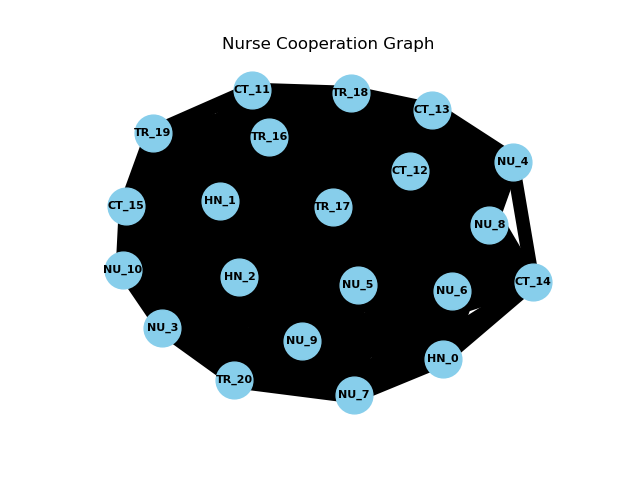 Nurse Cooperation Graph
CT_11
TR_18
CT_13
TR_19
TR_16
NU_4
CT_12
HN_1
CT_15
TR_17
NU_8
NU_10
HN_2
NU_5
NU_6
CT_14
NU_3
NU_9
HN_0
TR_20
NU_7